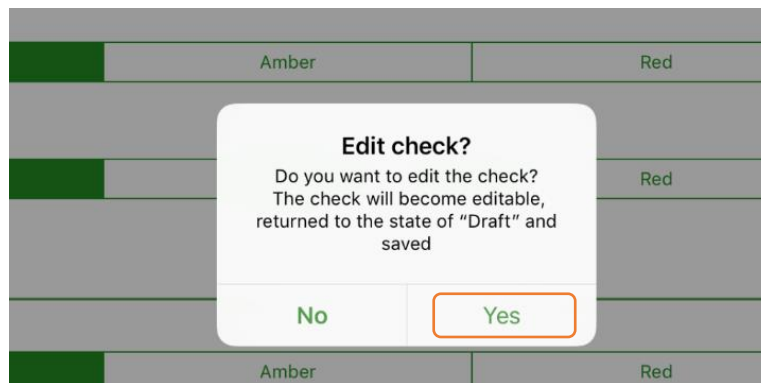 Amber Red
Edit check?
Do you want to edit the check?
Red
The check will become editable,
returned to the state of “Draft” and
saved
No Yes
Amber Red